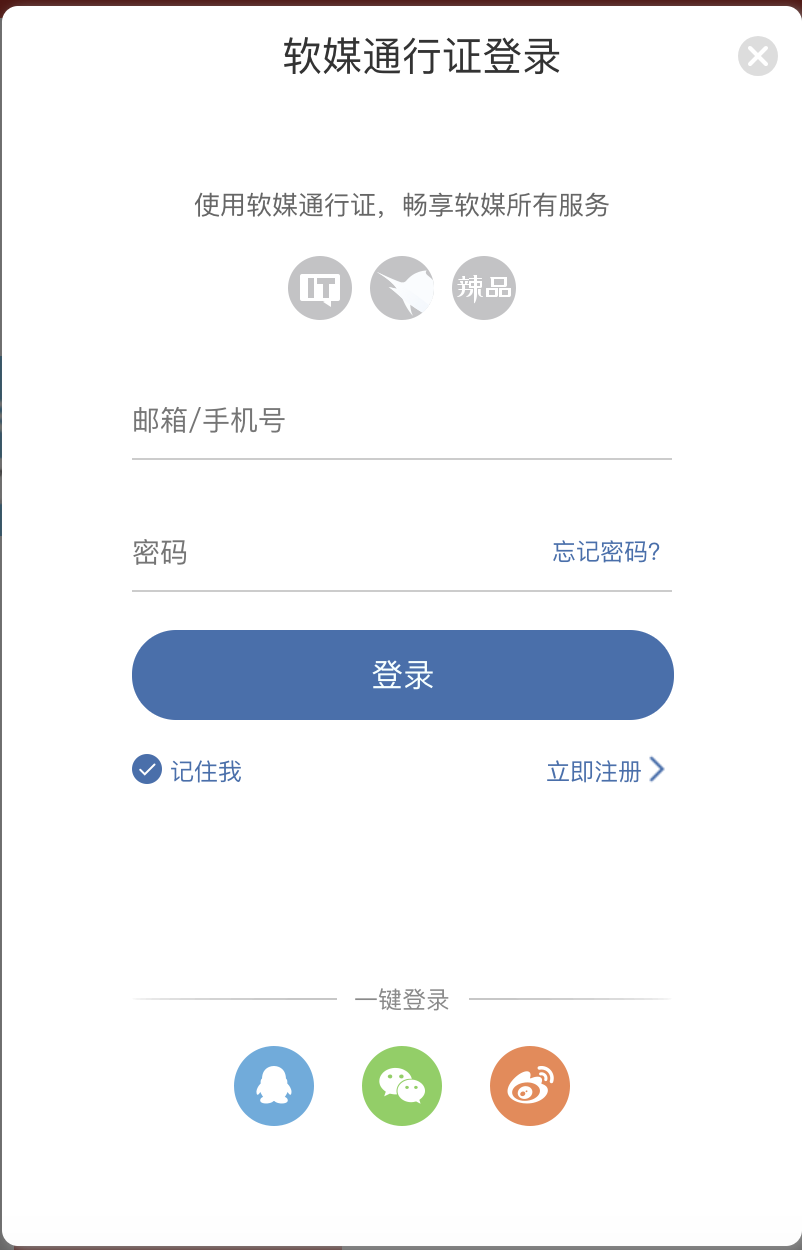 软媒通行证登录
使用软媒通行证，畅享软媒所有服务
IT
辣品
邮箱/手机号
密码
忘记密码?
登录
记住我
立即注册
一键登录